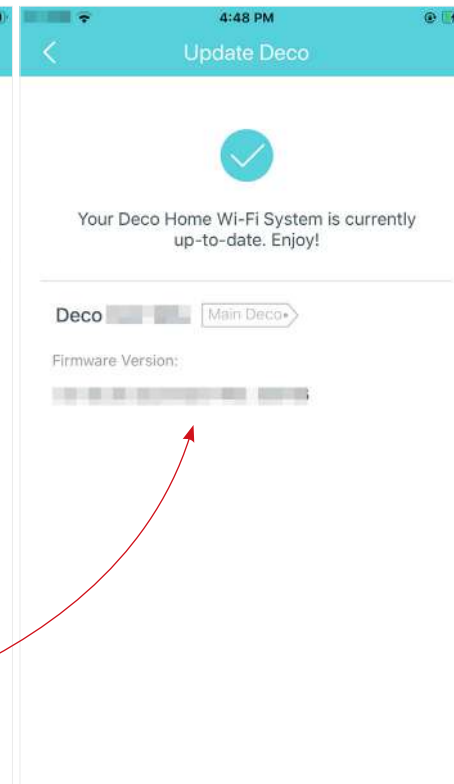 4:48 PM
Update Deco
Your Deco Home Wi-Fi System is currently
up-to-date. Enjoy!
Deco
Main Deco
Firmware Version: